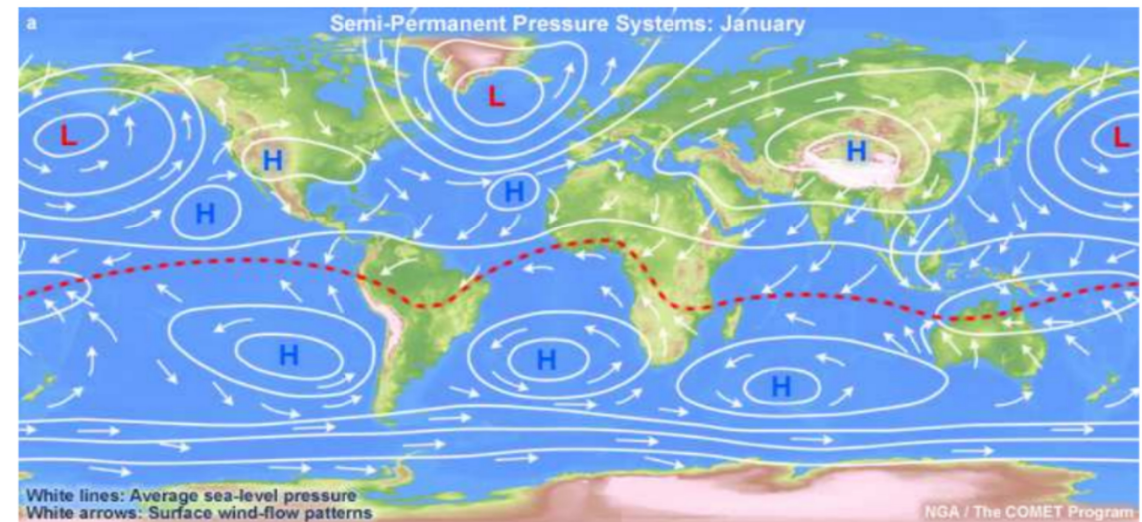 a
Semi-Permanent Pressure Systems: January
L
L
L
H
H
H
H
H
H
H
White lines: Average sea-level pressure
White arrows: Surface wind-flow patterns
NGA / The COMET Program